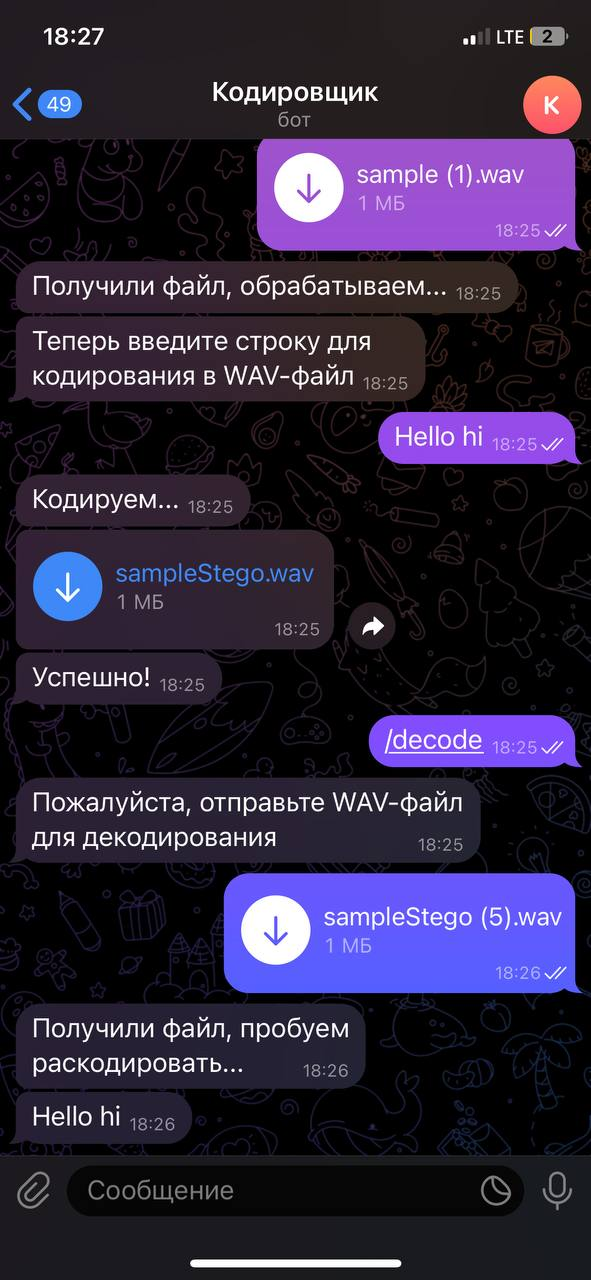 18:27
LTE 2
49
Кодировщик
бот
К
sample (1).wav
1 МБ
18:25
Получили файл, обрабатываем... 18:25
Теперь введите строку для
кодирования в WAV-файл 18:25
Hello hi 18:25
Кодируем... 18:25
sampleStego.wav
1 МБ
18:25
Успешно! 18:25
/decode 18:25
Пожалуйста, отправьте WAV-файл
для декодирования 18:25
sampleStego (5).wav
1 МБ
18:26
Получили файл, пробуем
раскодировать... 18:26
Hello hi 18:26
Сообщение